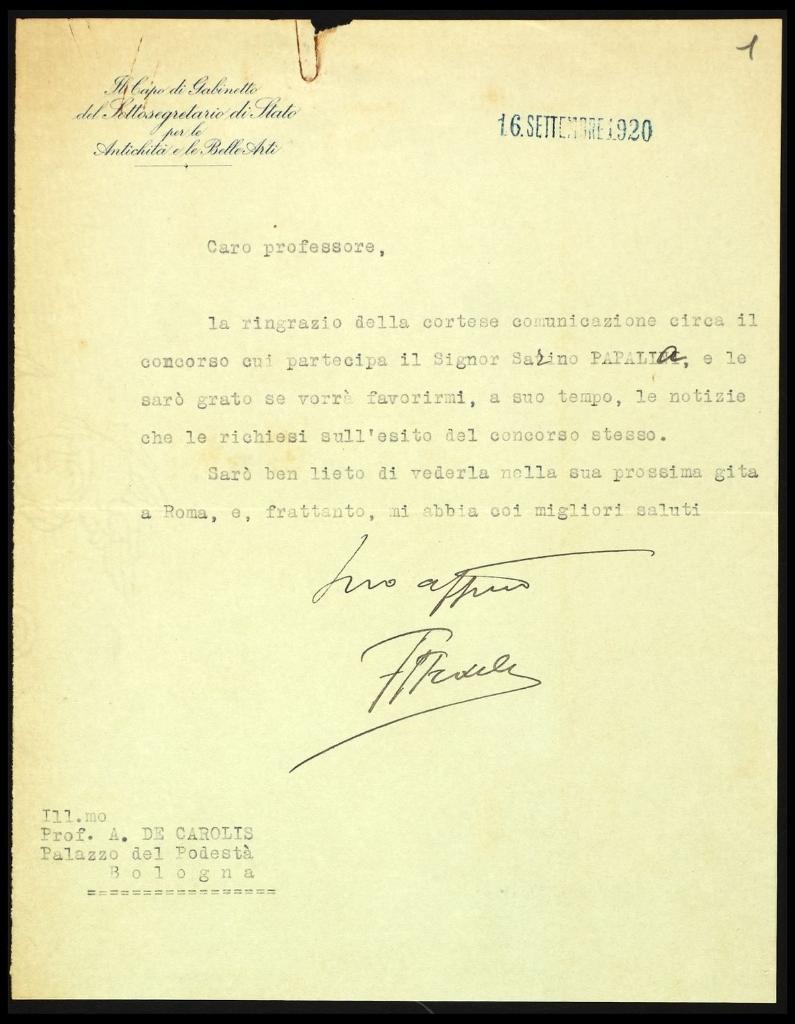 1
Il Capo di Gabinetto
del Sottosegretario di Stato
per le
Antichità e le Belle Arti
16.SETTEMBRE 1920
Caro professore,
la ringrazio della cortese comunicazione circa il
concorso cui partecipa il Signor Sarino PAPALIA, e le
sarò grato se vorrà favorirmi, a suo tempo, le notizie
che le richiesi sull'esito del concorso stesso.
Sarò ben lieto di vederla nella sua prossima gita
a Roma, e, frattanto, mi abbia coi migliori saluti
Suo affmo
Ill.mo
Prof. A. DE CAROLIS
Palazzo del Podestà
Bologna
=================